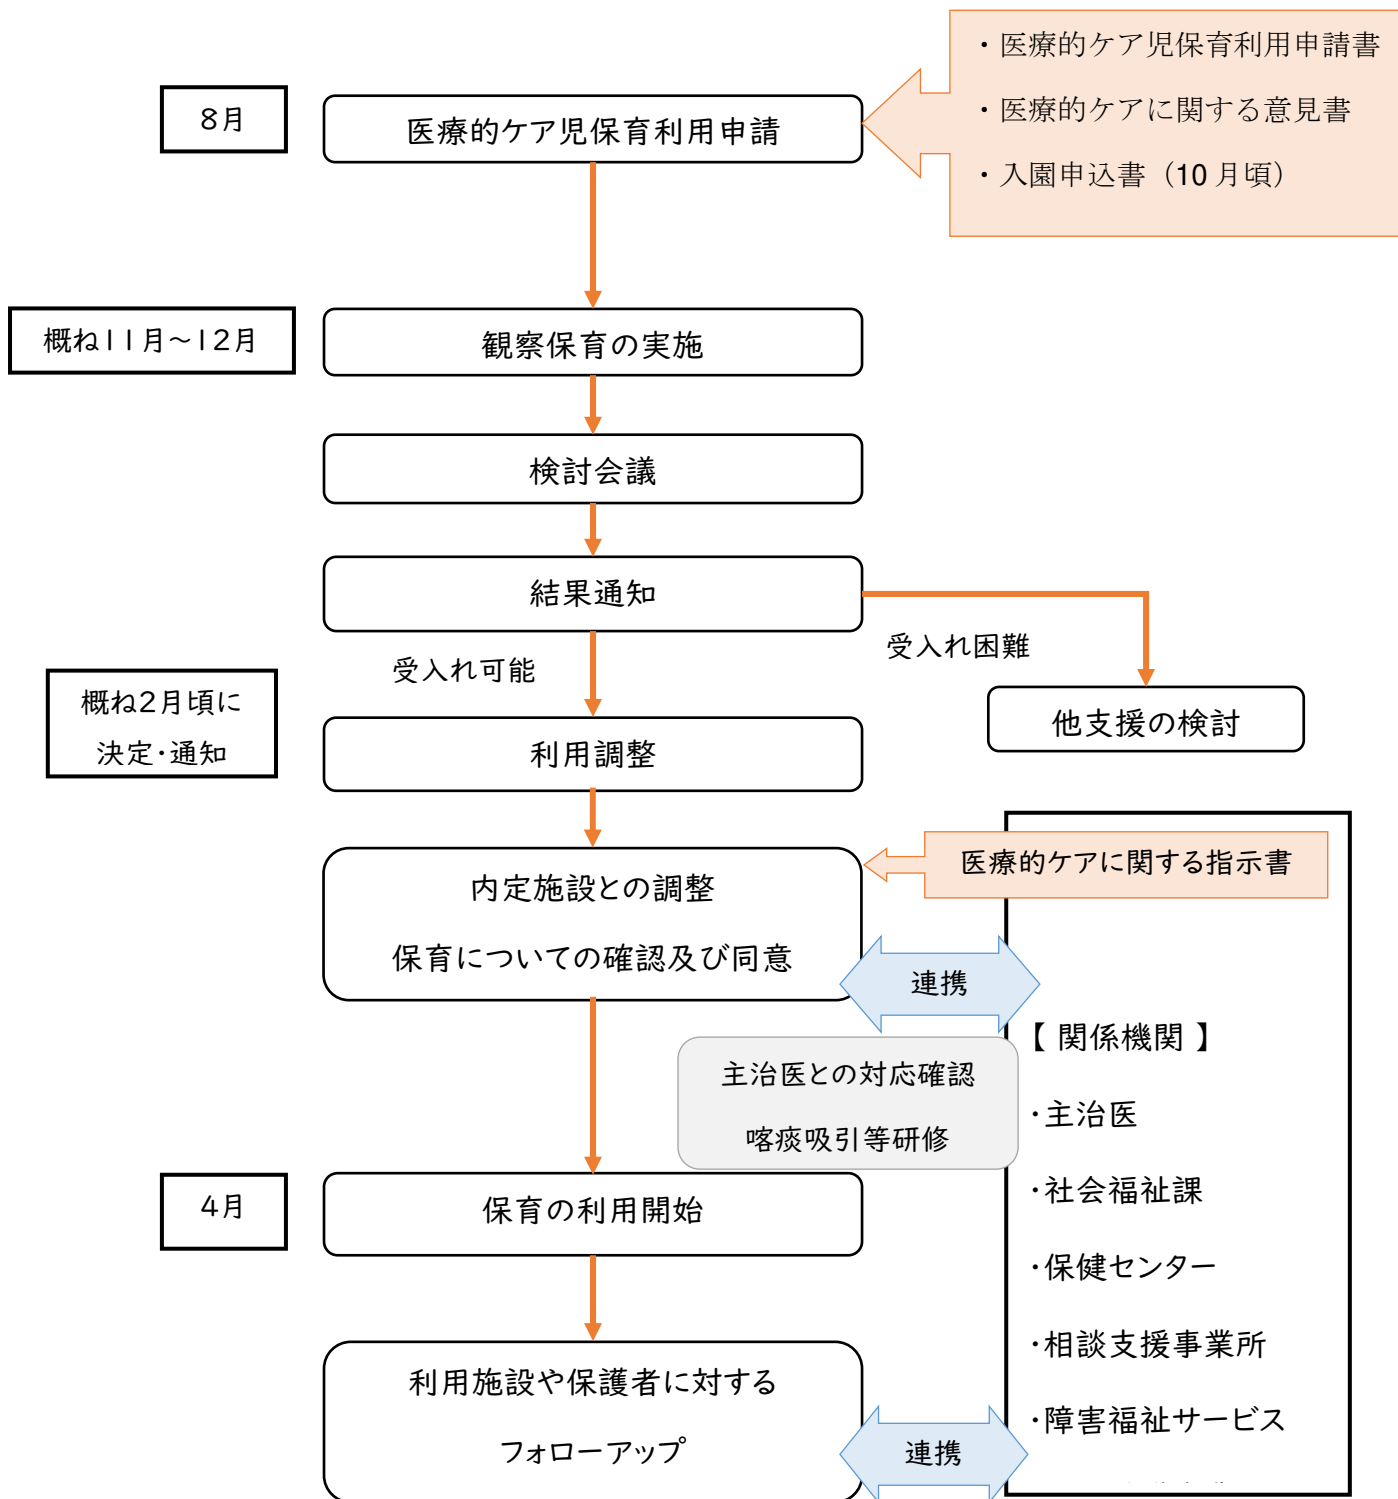 ・医療的ケア児保育利用申請書
・医療的ケアに関する意見書
・入園申込書（10月頃）
8月
医療的ケア児保育利用申請
概ね11月～12月
観察保育の実施
検討会議
結果通知
受入れ可能
受入れ困難
概ね2月頃に
決定・通知
利用調整
他支援の検討
内定施設との調整
保育についての確認及び同意
医療的ケアに関する指示書
連携
主治医との対応確認
喀痰吸引等研修
【 関係機関 】
・主治医
・社会福祉課
・保健センター
・相談支援事業所
・障害福祉サービス
4月
保育の利用開始
利用施設や保護者に対する
フォローアップ
連携